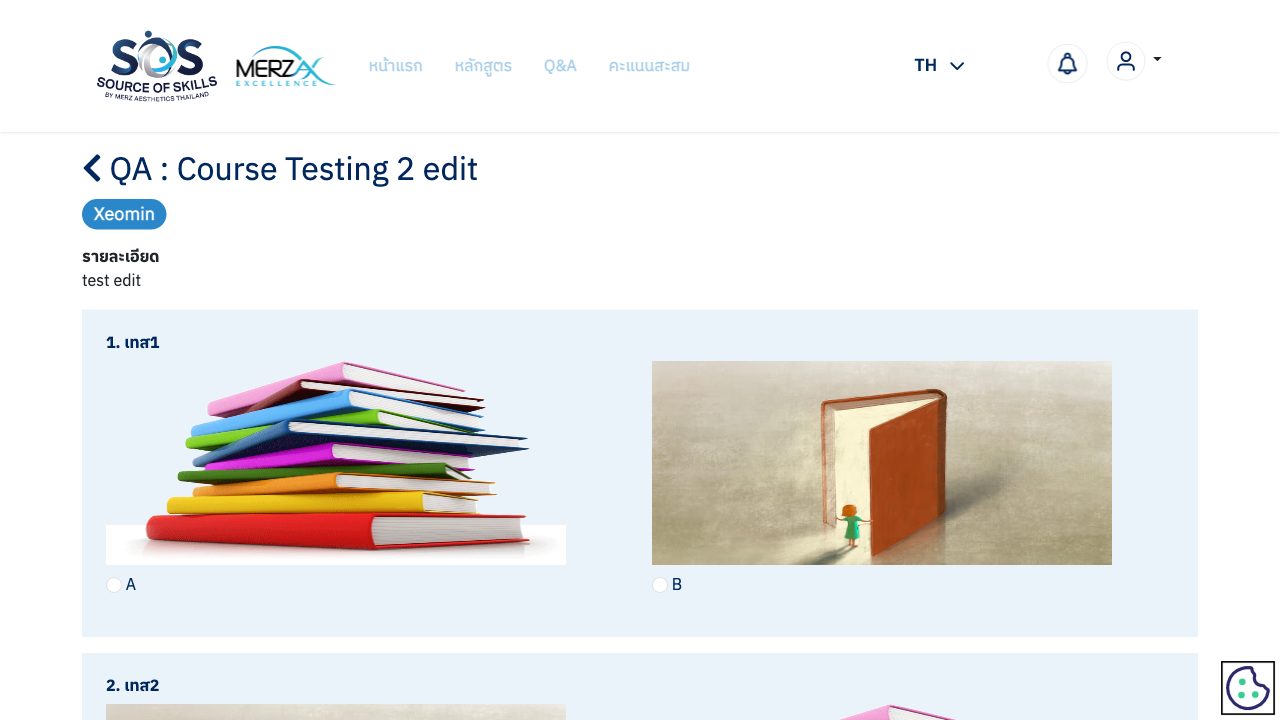 SOS
SOURCE OF SKILLS
BY MERZ AESTHETICS THAILAND
MERZ
EXCELLENCE
หน้าแรก
หลักสูตร
Q&A
คะแนนสะสม
TH
QA : Course Testing 2 edit
Xeomin
รายละเอียด
test edit
1. เทส1
A
B
2. เทส2